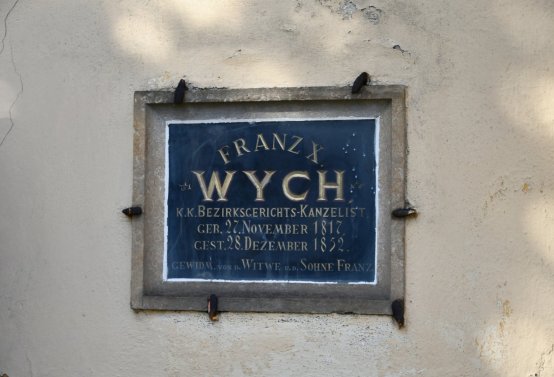 FRANZ X.
WYCH
K.K. BEZIRKSGERICHTS-KANZELIST.
GEB. 27. NOVEMBER 1817.
GEST. 28. DEZEMBER 1852.
GEWIDM. VON D. WITWE U.D. SOHNE FRANZ